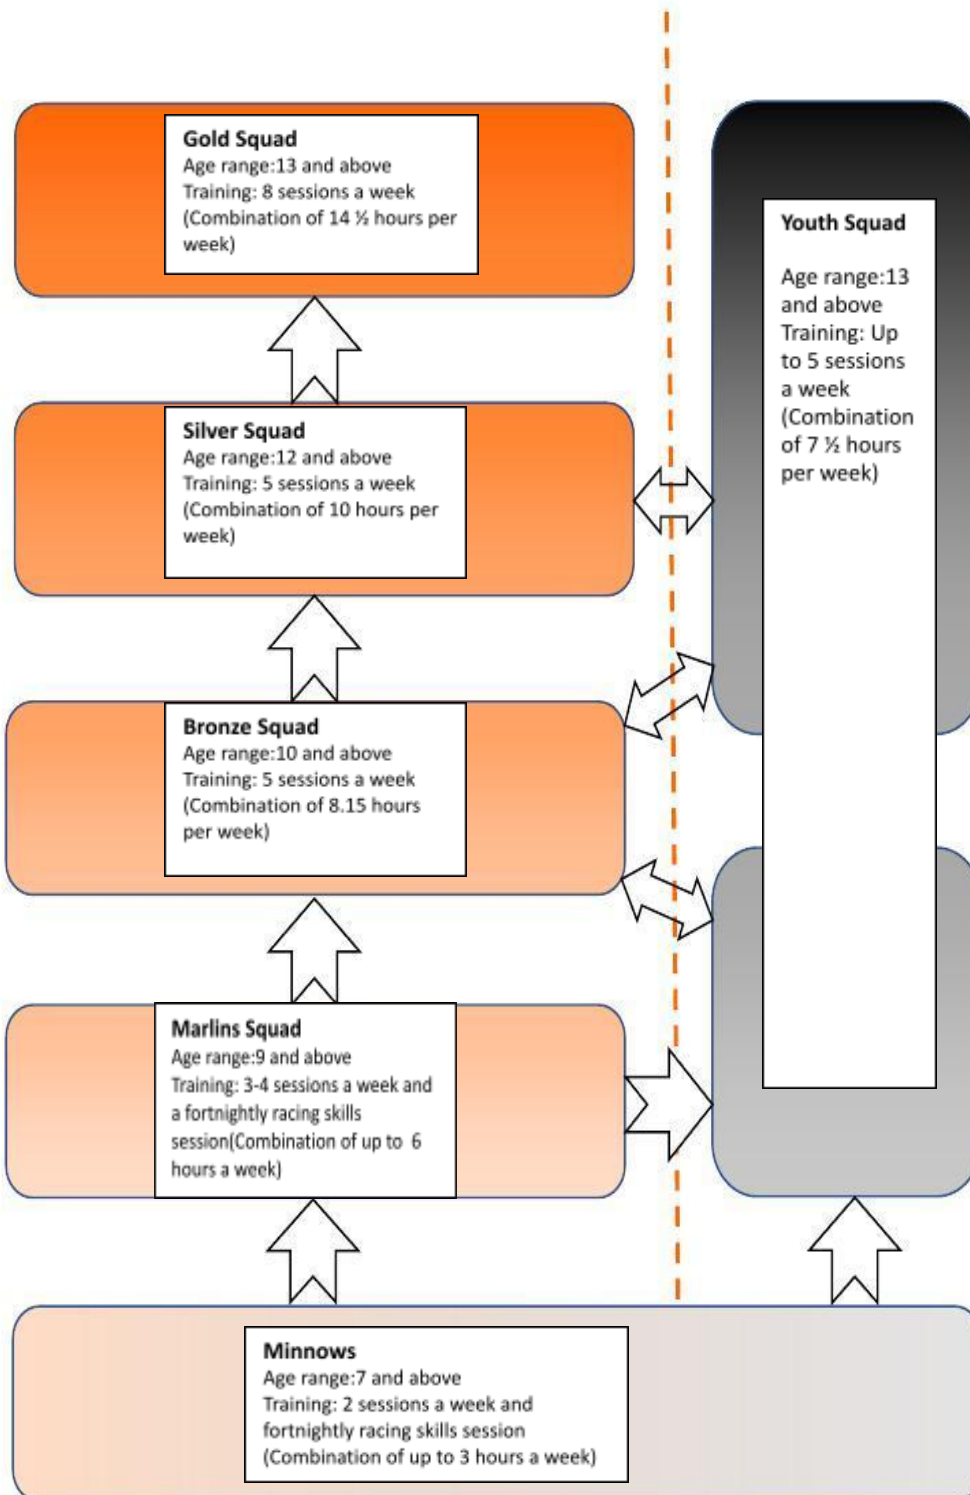 Gold Squad
Age range:13 and above
Training: 8 sessions a week
(Combination of 14 ½ hours per
week)
Youth Squad
Age range:13
and above
Training: Up
to 5 sessions
a week
(Combination
of 7 ½ hours
per week)
Silver Squad
Age range:12 and above
Training: 5 sessions a week
(Combination of 10 hours per
week)
Bronze Squad
Age range:10 and above
Training: 5 sessions a week
(Combination of 8.15 hours
per week)
Marlins Squad
Age range:9 and above
Training: 3-4 sessions a week and
a fortnightly racing skills
session(Combination of up to 6
hours a week)
Minnows
Age range:7 and above
Training: 2 sessions a week and
fortnightly racing skills session
(Combination of up to 3 hours a week)